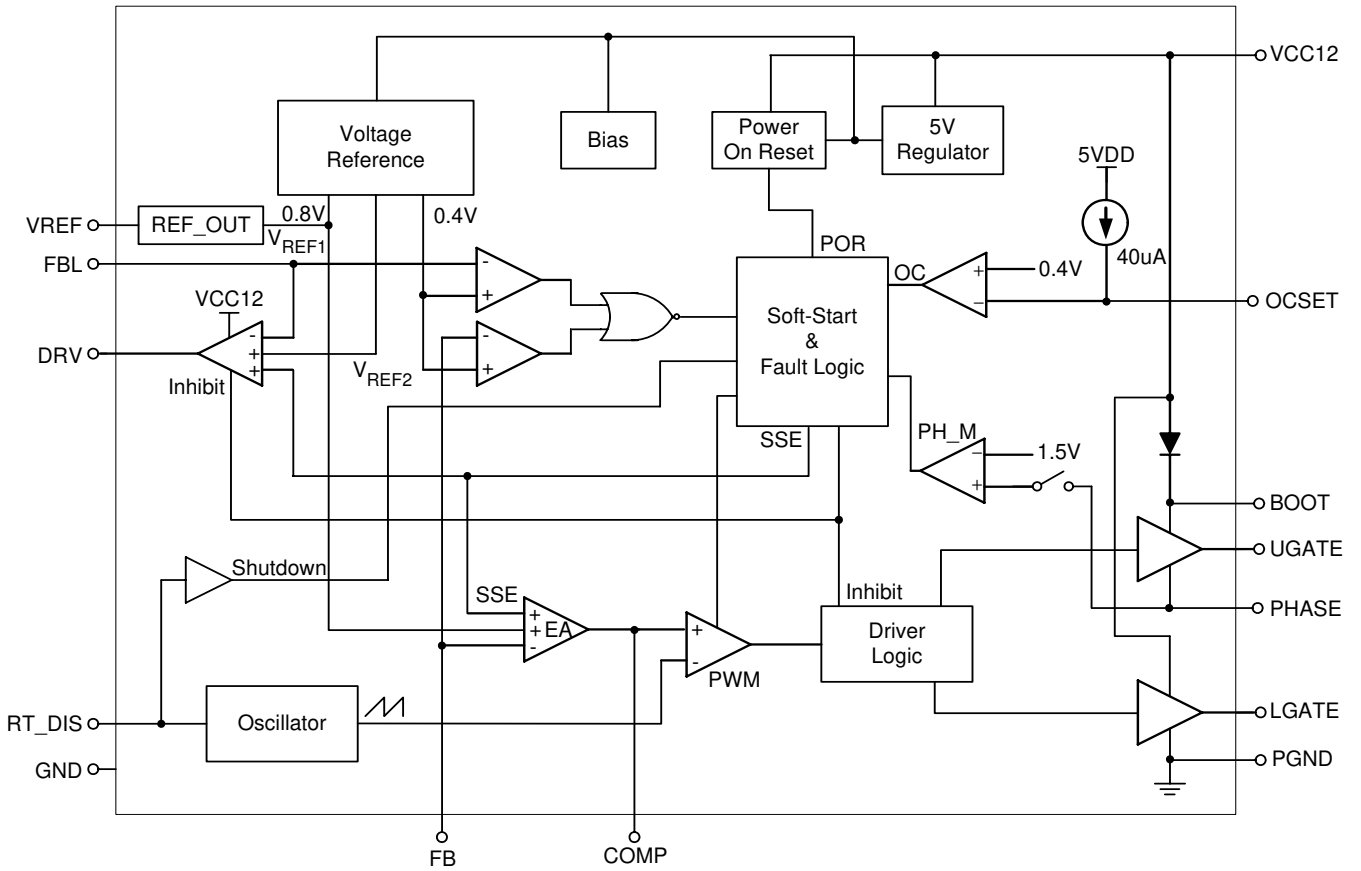 VCC12
Voltage
Reference
Bias
Power
On Reset
5V
Regulator
5VDD
VREF
REF_OUT
0.8V
0.4V
VREF1
POR
40uA
FBL
OC
+
0.4V
-
VCC12
-
+
OCSET
Soft-Start
&
Fault Logic
DRV
-
+
+
-
+
VREF2
Inhibit
SSE
PH_M
-
1.5V
+
BOOT
UGATE
Shutdown
SSE
Inhibit
PHASE
+
+
-
EA
+
-
PWM
Driver
Logic
RT_DIS
Oscillator
LGATE
GND
PGND
FB
COMP